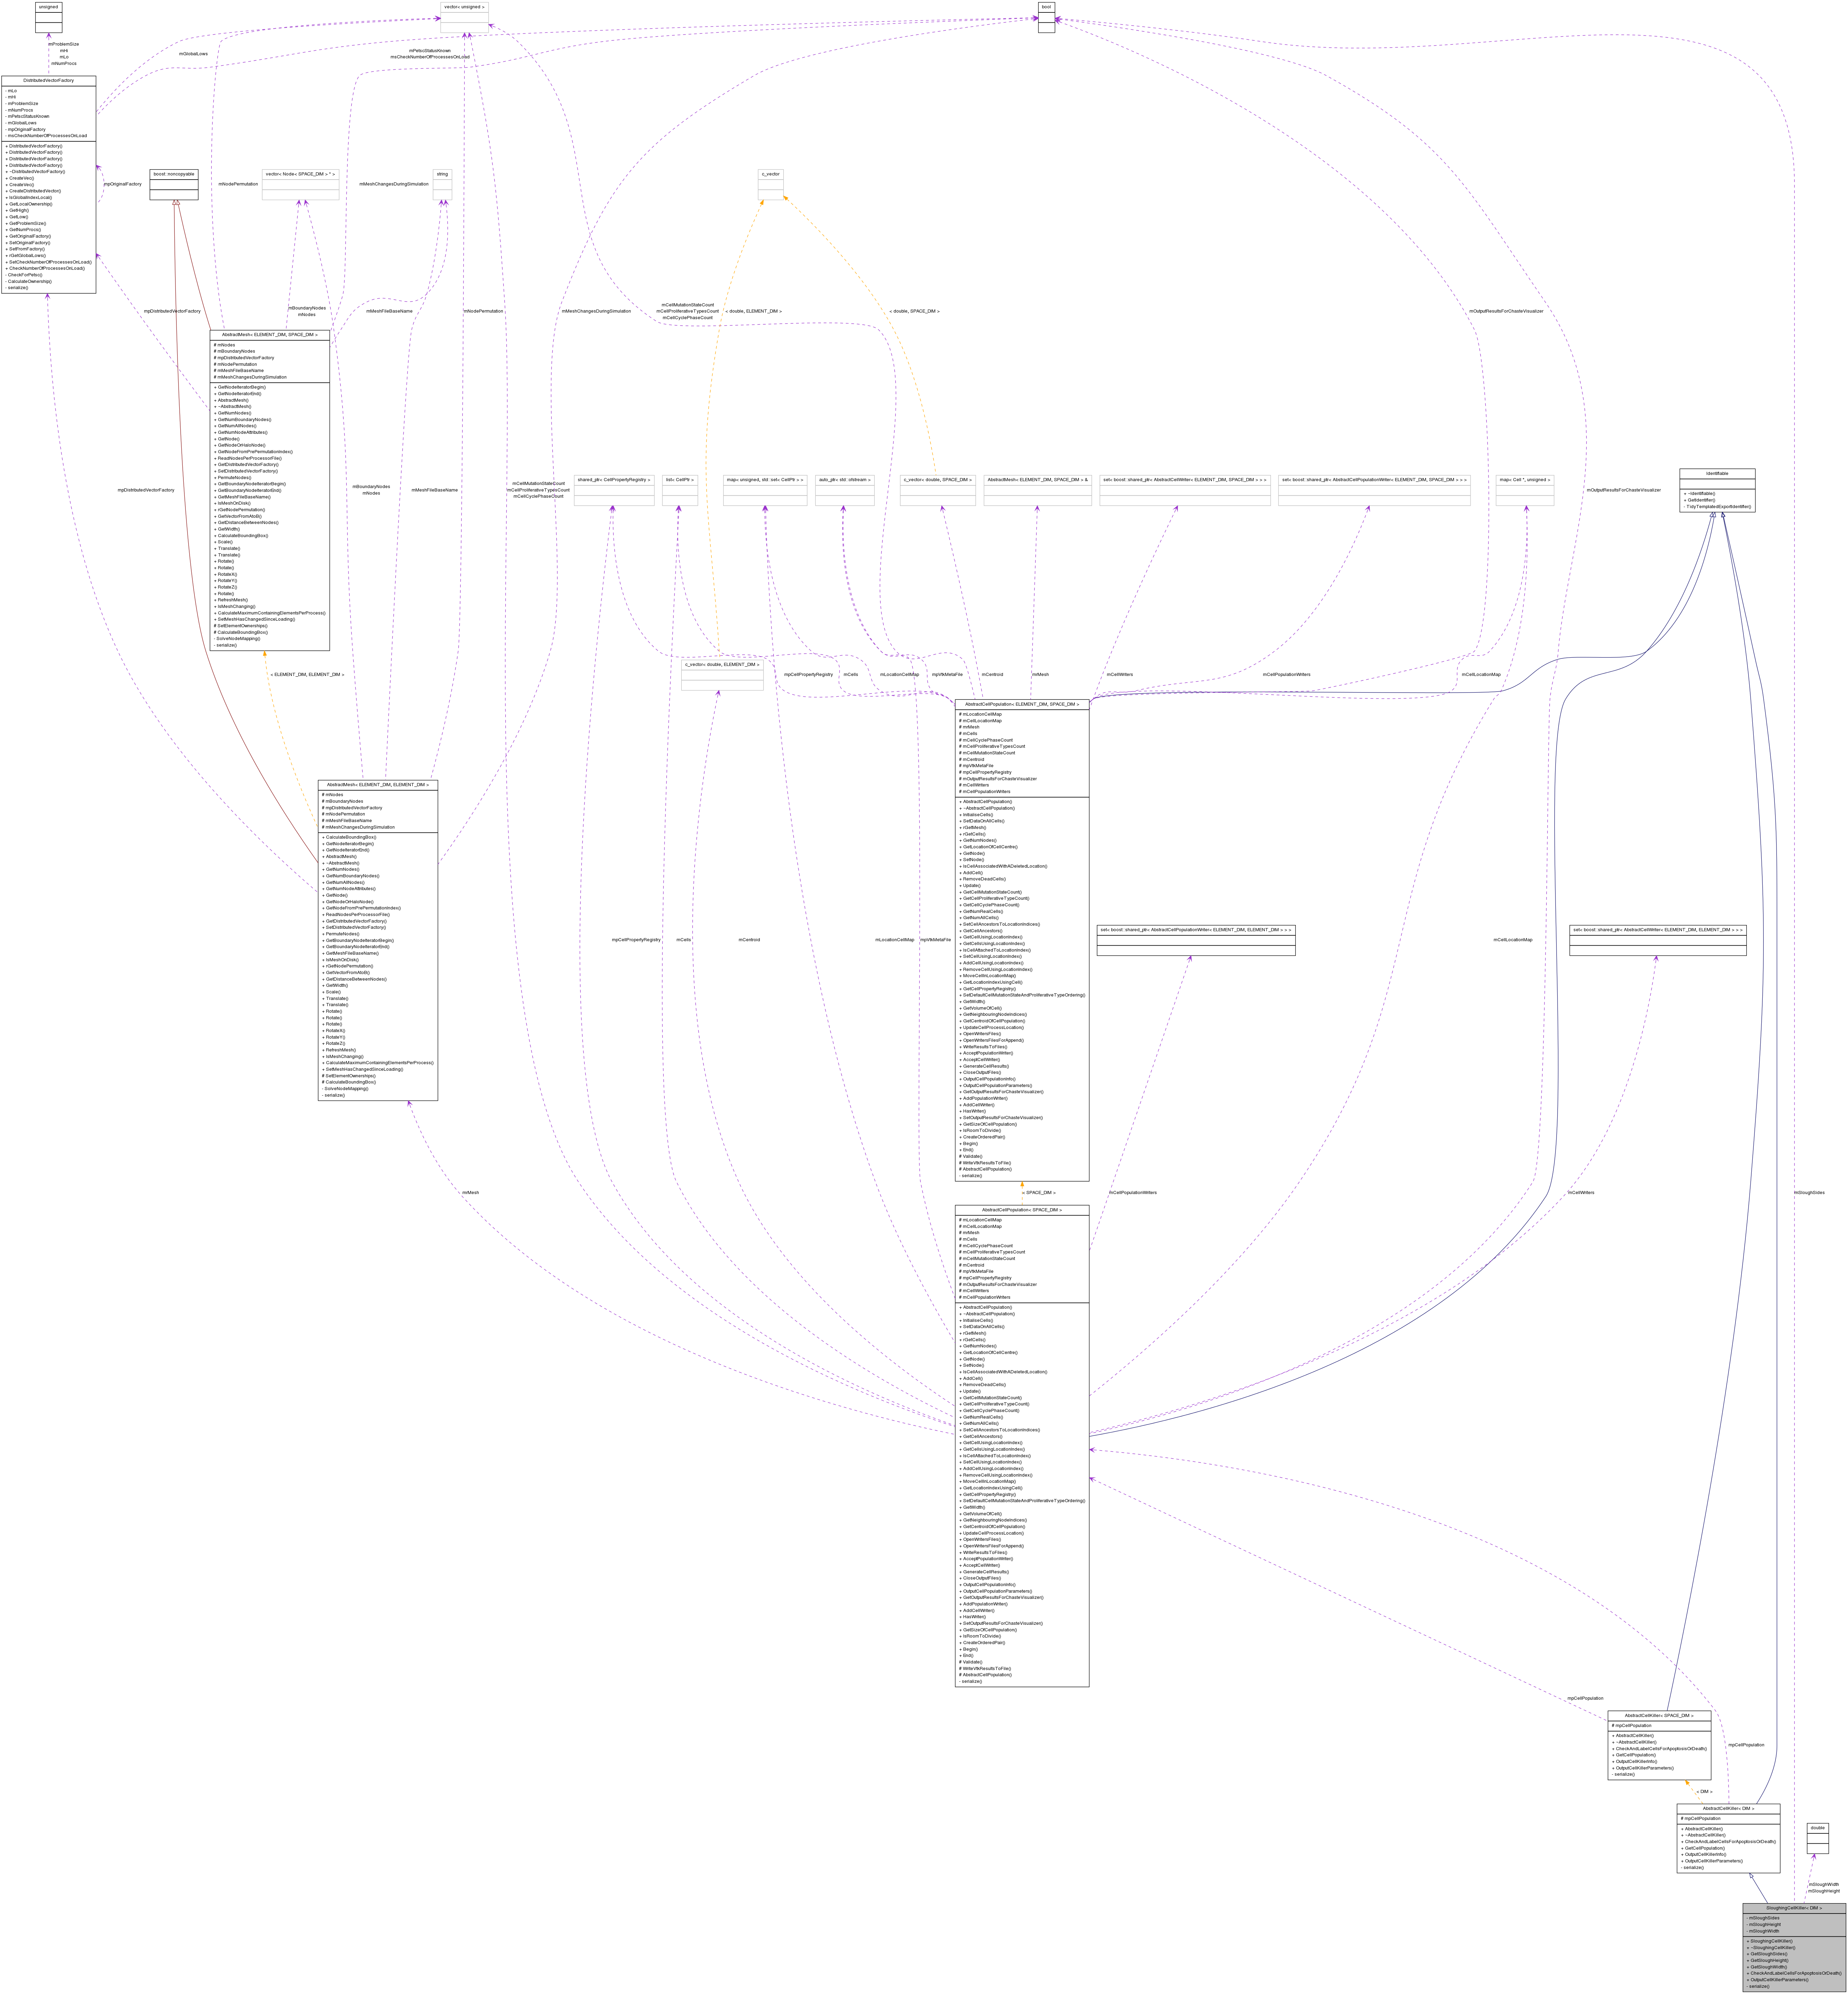 unsigned
vector< unsigned >
bool
mProblemSize
mHi
mLo
mNumProcs
mGlobalLows
mPetscStatusKnown
msCheckNumberOfProcessesOnLoad
DistributedVectorFactory
- mLo
- mHi
- mProblemSize
- mNumProcs
- mPetscStatusKnown
- mGlobalLows
- mpOriginalFactory
- msCheckNumberOfProcessesOnLoad
+ DistributedVectorFactory()
+ DistributedVectorFactory()
+ DistributedVectorFactory()
+ DistributedVectorFactory()
+ ~DistributedVectorFactory()
+ CreateVec()
+ CreateVec()
+ CreateDistributedVector()
+ IsGlobalIndexLocal()
+ GetLocalOwnership()
+ GetHigh()
+ GetLow()
+ GetProblemSize()
+ GetNumProcs()
+ GetOriginalFactory()
+ SetOriginalFactory()
+ SetFromFactory()
+ rGetGlobalLows()
+ SetCheckNumberOfProcessesOnLoad()
+ CheckNumberOfProcessesOnLoad()
- CheckForPetsc()
- CalculateOwnership()
- serialize()
mpOriginalFactory
boost::noncopyable
mNodePermutation
vector< Node< SPACE_DIM > * >
mMeshChangesDuringSimulation
string
c_vector
mpDistributedVectorFactory
mBoundaryNodes
mNodes
mMeshFileBaseName
mNodePermutation
mMeshChangesDuringSimulation
mCellMutationStateCount
mCellProliferativeTypesCount
mCellCyclePhaseCount
< double, ELEMENT_DIM >
< double, SPACE_DIM >
mOutputResultsForChasteVisualizer
AbstractMesh< ELEMENT_DIM, SPACE_DIM >
# mNodes
# mBoundaryNodes
# mpDistributedVectorFactory
# mNodePermutation
# mMeshFileBaseName
# mMeshChangesDuringSimulation
+ GetNodeIteratorBegin()
+ GetNodeIteratorEnd()
+ AbstractMesh()
+ ~AbstractMesh()
+ GetNumNodes()
+ GetNumBoundaryNodes()
+ GetNumAllNodes()
+ GetNumNodeAttributes()
+ GetNode()
+ GetNodeOrHaloNode()
+ GetNodeFromPrePermutationIndex()
+ ReadNodesPerProcessorFile()
+ GetDistributedVectorFactory()
+ SetDistributedVectorFactory()
+ PermuteNodes()
+ GetBoundaryNodeIteratorBegin()
+ GetBoundaryNodeIteratorEnd()
+ GetMeshFileBaseName()
+ IsMeshOnDisk()
+ rGetNodePermutation()
+ GetVectorFromAtoB()
+ GetDistanceBetweenNodes()
+ GetWidth()
+ CalculateBoundingBox()
+ Scale()
+ Translate()
+ Translate()
+ Rotate()
+ Rotate()
+ RotateX()
+ RotateY()
+ RotateZ()
+ Rotate()
+ RefreshMesh()
+ IsMeshChanging()
+ CalculateMaximumContainingElementsPerProcess()
+ SetMeshHasChangedSinceLoading()
# SetElementOwnerships()
# CalculateBoundingBox()
- SolveNodeMapping()
- serialize()
mpDistributedVectorFactory
mBoundaryNodes
mNodes
mMeshFileBaseName
mCellMutationStateCount
mCellProliferativeTypesCount
mCellCyclePhaseCount
shared_ptr< CellPropertyRegistry >
list< CellPtr >
map< unsigned, std::set< CellPtr > >
auto_ptr< std::ofstream >
c_vector< double, SPACE_DIM >
AbstractMesh< ELEMENT_DIM, SPACE_DIM > &
set< boost::shared_ptr< AbstractCellWriter< ELEMENT_DIM, SPACE_DIM > > >
set< boost::shared_ptr< AbstractCellPopulationWriter< ELEMENT_DIM, SPACE_DIM > > >
map< Cell *, unsigned >
mOutputResultsForChasteVisualizer
Identifiable
+ ~Identifiable()
+ GetIdentifier()
- TidyTemplatedExportIdentifier()
< ELEMENT_DIM, ELEMENT_DIM >
c_vector< double, ELEMENT_DIM >
mpCellPropertyRegistry
mCells
mLocationCellMap
mpVtkMetaFile
mCentroid
mrMesh
mCellWriters
mCellPopulationWriters
mCellLocationMap
AbstractCellPopulation< ELEMENT_DIM, SPACE_DIM >
# mLocationCellMap
# mCellLocationMap
# mrMesh
# mCells
# mCellCyclePhaseCount
# mCellProliferativeTypesCount
# mCellMutationStateCount
# mCentroid
# mpVtkMetaFile
# mpCellPropertyRegistry
# mOutputResultsForChasteVisualizer
# mCellWriters
# mCellPopulationWriters
+ AbstractCellPopulation()
+ ~AbstractCellPopulation()
+ InitialiseCells()
+ SetDataOnAllCells()
+ rGetMesh()
+ rGetCells()
+ GetNumNodes()
+ GetLocationOfCellCentre()
+ GetNode()
+ SetNode()
+ IsCellAssociatedWithADeletedLocation()
+ AddCell()
+ RemoveDeadCells()
+ Update()
+ GetCellMutationStateCount()
+ GetCellProliferativeTypeCount()
+ GetCellCyclePhaseCount()
+ GetNumRealCells()
+ GetNumAllCells()
+ SetCellAncestorsToLocationIndices()
+ GetCellAncestors()
+ GetCellUsingLocationIndex()
+ GetCellsUsingLocationIndex()
+ IsCellAttachedToLocationIndex()
+ SetCellUsingLocationIndex()
+ AddCellUsingLocationIndex()
+ RemoveCellUsingLocationIndex()
+ MoveCellInLocationMap()
+ GetLocationIndexUsingCell()
+ GetCellPropertyRegistry()
+ SetDefaultCellMutationStateAndProliferativeTypeOrdering()
+ GetWidth()
+ GetVolumeOfCell()
+ GetNeighbouringNodeIndices()
+ GetCentroidOfCellPopulation()
+ UpdateCellProcessLocation()
+ OpenWritersFiles()
+ OpenWritersFilesForAppend()
+ WriteResultsToFiles()
+ AcceptPopulationWriter()
+ AcceptCellWriter()
+ GenerateCellResults()
+ CloseOutputFiles()
+ OutputCellPopulationInfo()
+ OutputCellPopulationParameters()
+ GetOutputResultsForChasteVisualizer()
+ AddPopulationWriter()
+ AddCellWriter()
+ HasWriter()
+ SetOutputResultsForChasteVisualizer()
+ GetSizeOfCellPopulation()
+ IsRoomToDivide()
+ CreateOrderedPair()
+ Begin()
+ End()
# Validate()
# WriteVtkResultsToFile()
# AbstractCellPopulation()
- serialize()
AbstractMesh< ELEMENT_DIM, ELEMENT_DIM >
# mNodes
# mBoundaryNodes
# mpDistributedVectorFactory
# mNodePermutation
# mMeshFileBaseName
# mMeshChangesDuringSimulation
+ CalculateBoundingBox()
+ GetNodeIteratorBegin()
+ GetNodeIteratorEnd()
+ AbstractMesh()
+ ~AbstractMesh()
+ GetNumNodes()
+ GetNumBoundaryNodes()
+ GetNumAllNodes()
+ GetNumNodeAttributes()
+ GetNode()
+ GetNodeOrHaloNode()
+ GetNodeFromPrePermutationIndex()
+ ReadNodesPerProcessorFile()
+ GetDistributedVectorFactory()
+ SetDistributedVectorFactory()
+ PermuteNodes()
+ GetBoundaryNodeIteratorBegin()
+ GetBoundaryNodeIteratorEnd()
+ GetMeshFileBaseName()
+ IsMeshOnDisk()
+ rGetNodePermutation()
+ GetVectorFromAtoB()
+ GetDistanceBetweenNodes()
+ GetWidth()
+ Scale()
+ Translate()
+ Translate()
+ Rotate()
+ Rotate()
+ Rotate()
+ RotateX()
+ RotateY()
+ RotateZ()
+ RefreshMesh()
+ IsMeshChanging()
+ CalculateMaximumContainingElementsPerProcess()
+ SetMeshHasChangedSinceLoading()
# SetElementOwnerships()
# CalculateBoundingBox()
- SolveNodeMapping()
- serialize()
mpCellPropertyRegistry
mCells
mCentroid
mLocationCellMap
mpVtkMetaFile
set< boost::shared_ptr< AbstractCellPopulationWriter< ELEMENT_DIM, ELEMENT_DIM > > >
mCellLocationMap
set< boost::shared_ptr< AbstractCellWriter< ELEMENT_DIM, ELEMENT_DIM > > >
mrMesh
< SPACE_DIM >
mCellPopulationWriters
mCellWriters
mSloughSides
AbstractCellPopulation< SPACE_DIM >
# mLocationCellMap
# mCellLocationMap
# mrMesh
# mCells
# mCellCyclePhaseCount
# mCellProliferativeTypesCount
# mCellMutationStateCount
# mCentroid
# mpVtkMetaFile
# mpCellPropertyRegistry
# mOutputResultsForChasteVisualizer
# mCellWriters
# mCellPopulationWriters
+ AbstractCellPopulation()
+ ~AbstractCellPopulation()
+ InitialiseCells()
+ SetDataOnAllCells()
+ rGetMesh()
+ rGetCells()
+ GetNumNodes()
+ GetLocationOfCellCentre()
+ GetNode()
+ SetNode()
+ IsCellAssociatedWithADeletedLocation()
+ AddCell()
+ RemoveDeadCells()
+ Update()
+ GetCellMutationStateCount()
+ GetCellProliferativeTypeCount()
+ GetCellCyclePhaseCount()
+ GetNumRealCells()
+ GetNumAllCells()
+ SetCellAncestorsToLocationIndices()
+ GetCellAncestors()
+ GetCellUsingLocationIndex()
+ GetCellsUsingLocationIndex()
+ IsCellAttachedToLocationIndex()
+ SetCellUsingLocationIndex()
+ AddCellUsingLocationIndex()
+ RemoveCellUsingLocationIndex()
+ MoveCellInLocationMap()
+ GetLocationIndexUsingCell()
+ GetCellPropertyRegistry()
+ SetDefaultCellMutationStateAndProliferativeTypeOrdering()
+ GetWidth()
+ GetVolumeOfCell()
+ GetNeighbouringNodeIndices()
+ GetCentroidOfCellPopulation()
+ UpdateCellProcessLocation()
+ OpenWritersFiles()
+ OpenWritersFilesForAppend()
+ WriteResultsToFiles()
+ AcceptPopulationWriter()
+ AcceptCellWriter()
+ GenerateCellResults()
+ CloseOutputFiles()
+ OutputCellPopulationInfo()
+ OutputCellPopulationParameters()
+ GetOutputResultsForChasteVisualizer()
+ AddPopulationWriter()
+ AddCellWriter()
+ HasWriter()
+ SetOutputResultsForChasteVisualizer()
+ GetSizeOfCellPopulation()
+ IsRoomToDivide()
+ CreateOrderedPair()
+ Begin()
+ End()
# Validate()
# WriteVtkResultsToFile()
# AbstractCellPopulation()
- serialize()
mpCellPopulation
mpCellPopulation
AbstractCellKiller< SPACE_DIM >
# mpCellPopulation
+ AbstractCellKiller()
+ ~AbstractCellKiller()
+ CheckAndLabelCellsForApoptosisOrDeath()
+ GetCellPopulation()
+ OutputCellKillerInfo()
+ OutputCellKillerParameters()
- serialize()
< DIM >
AbstractCellKiller< DIM >
# mpCellPopulation
+ AbstractCellKiller()
+ ~AbstractCellKiller()
+ CheckAndLabelCellsForApoptosisOrDeath()
+ GetCellPopulation()
+ OutputCellKillerInfo()
+ OutputCellKillerParameters()
- serialize()
double
mSloughWidth
mSloughHeight
SloughingCellKiller< DIM >
- mSloughSides
- mSloughHeight
- mSloughWidth
+ SloughingCellKiller()
+ ~SloughingCellKiller()
+ GetSloughSides()
+ GetSloughHeight()
+ GetSloughWidth()
+ CheckAndLabelCellsForApoptosisOrDeath()
+ OutputCellKillerParameters()
- serialize()